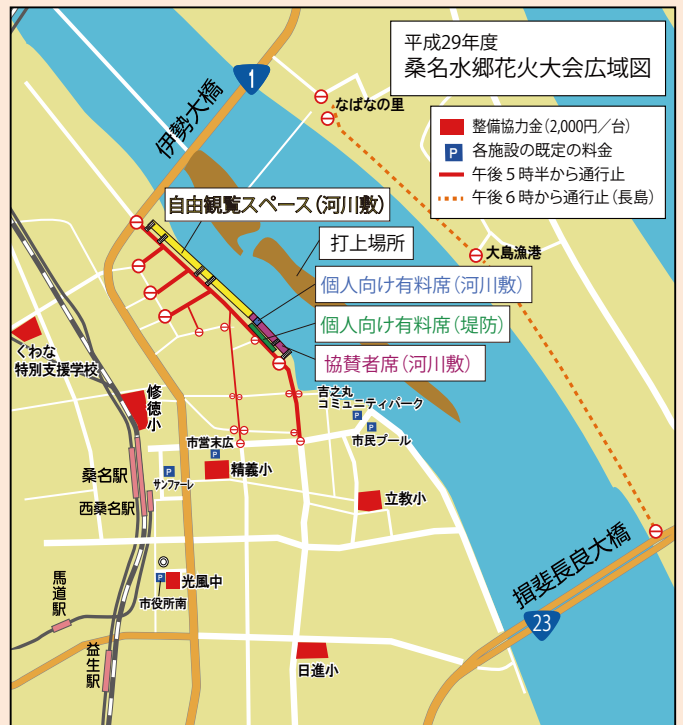 平成29年度
桑名水郷花火大会広域図
整備協力金（2,000円／台）
P 各施設の既定の料金
午後５時半から通行止
午後６時から通行止（長島）
1
伊勢大橋
なばなの里
自由観覧スペース（河川敷）
打上場所
大島漁港
個人向け有料席（河川敷）
個人向け有料席（堤防）
協賛者席（河川敷）
くわな
特別支援学校
修徳小
吉之丸
コミュニティパーク
P
P
市民プール
市営末広
P
桑名駅
P
サンファーレ
精義小
西桑名駅
立教小
揖斐長良大橋
23
馬道駅
P
光風中
市役所南
益生駅
日進小